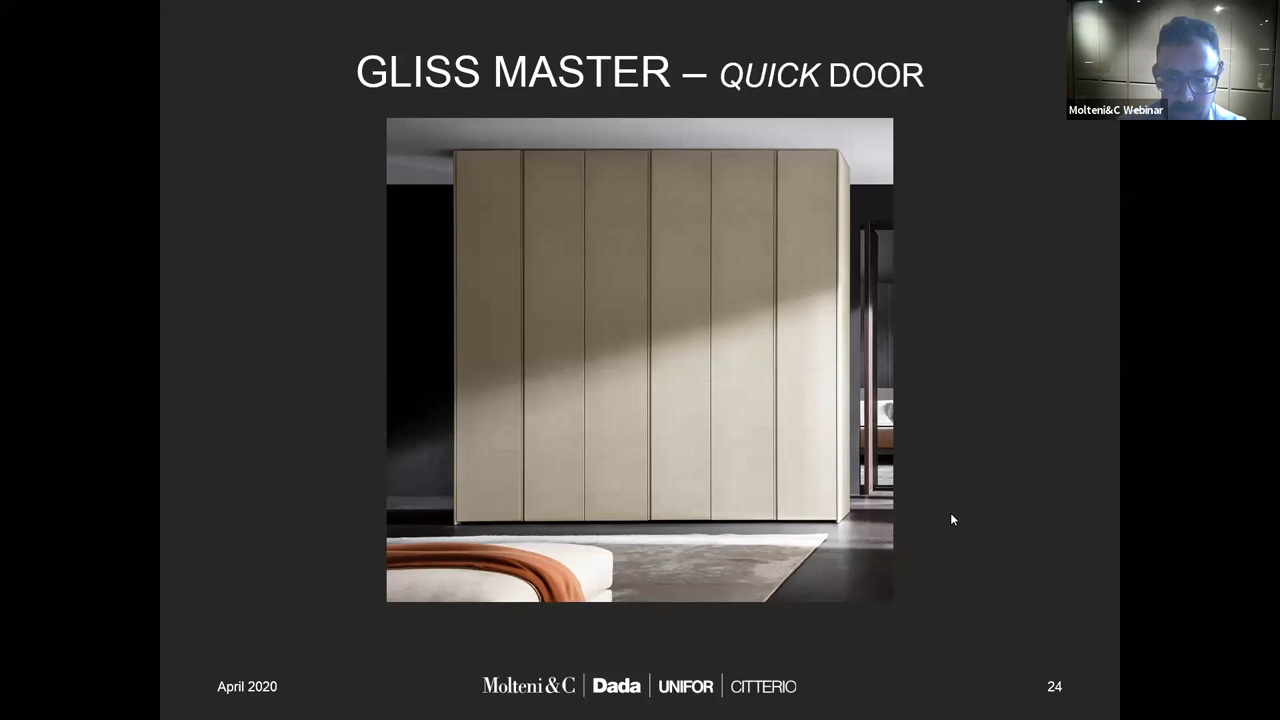 GLISS MASTER – QUICK DOOR
Molteni&C Webinar
April 2020
Molteni&C | Dada | UNIFOR | CITTERIO
24